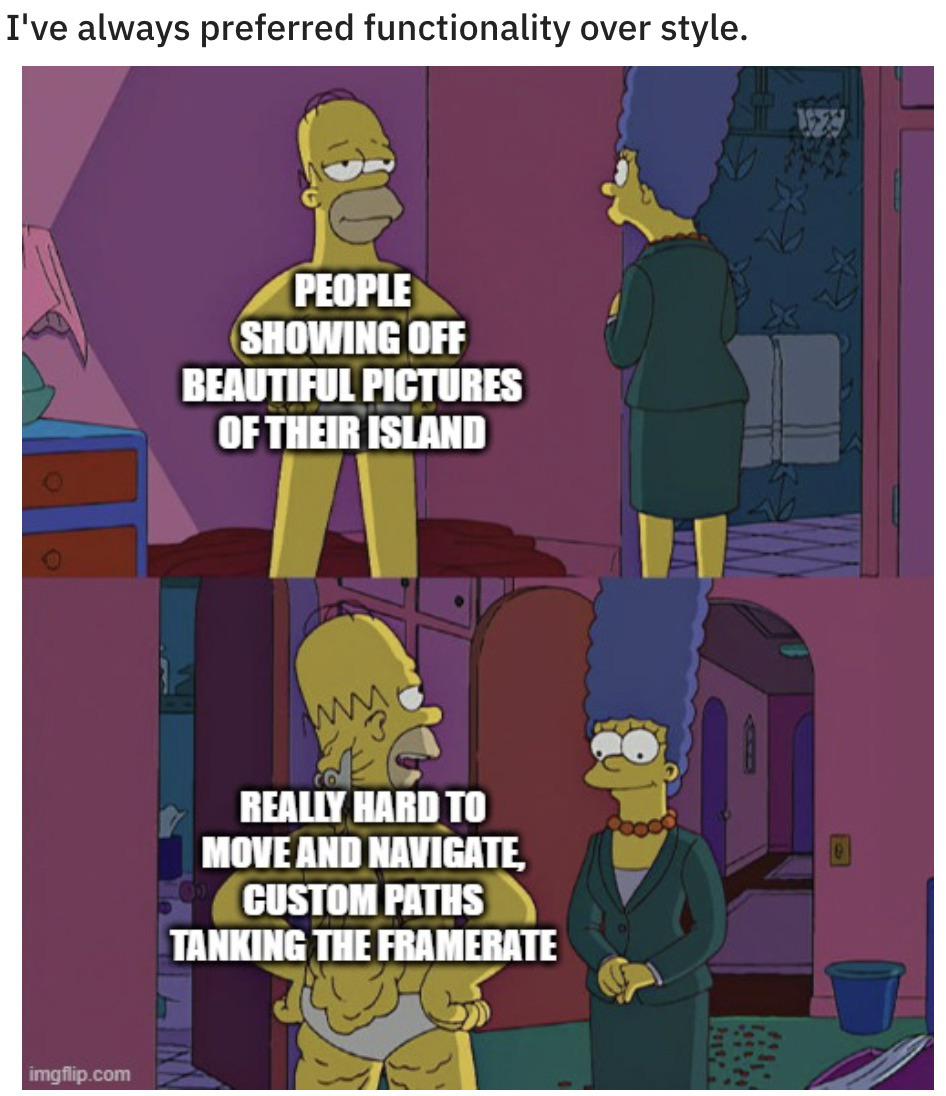 I've always preferred functionality over style.
PEOPLE
SHOWING OFF
BEAUTIFUL PICTURES
OF THEIR ISLAND
REALLY HARD TO
MOVE AND NAVIGATE,
CUSTOM PATHS
TANKING THE FRAMERATE
imgflip.com